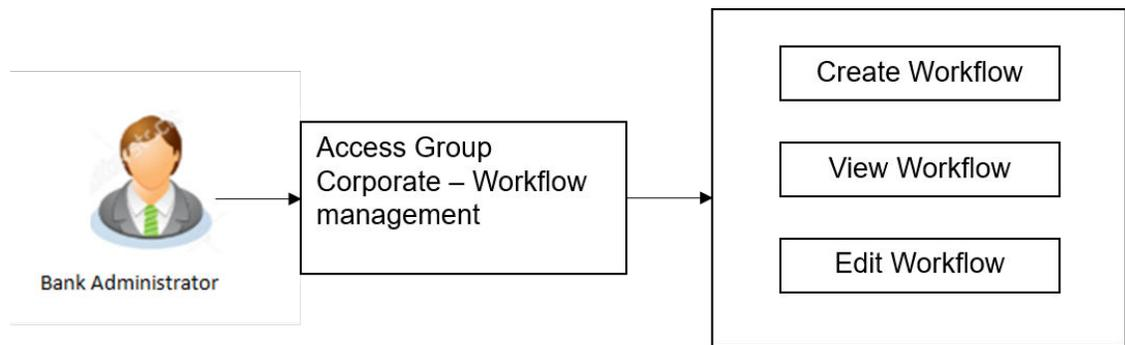 Bank Administrator
Access Group
Corporate – Workflow
management
Create Workflow
View Workflow
Edit Workflow